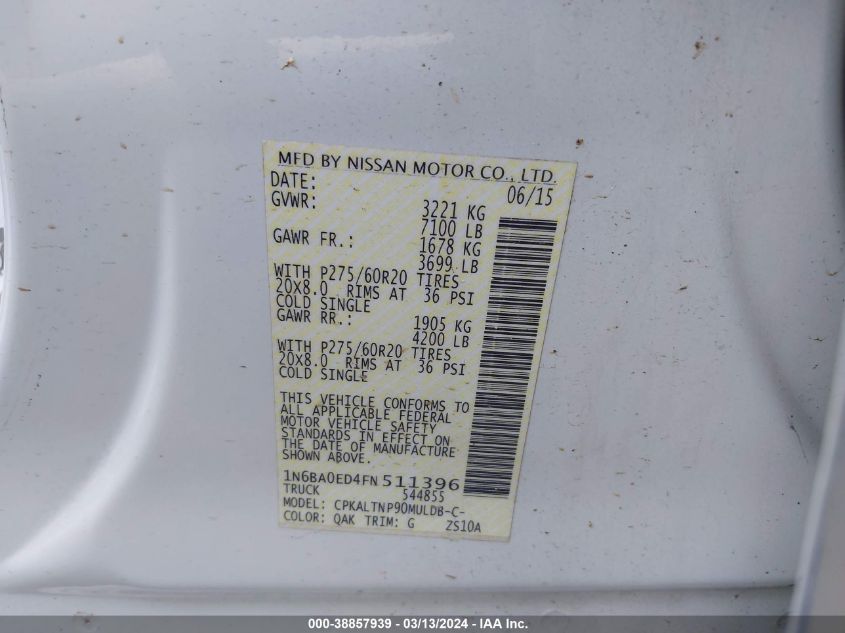 MFD BY NISSAN MOTOR CO., LTD.
DATE: 06/15
GVWR: 3221 KG
7100 LB
GAWR FR.: 1678 KG
3699 LB
WITH P275/60R20 TIRES
20X8.0 RIMS AT 36 PSI
COLD SINGLE
GAWR RR.: 1905 KG
4200 LB
WITH P275/60R20 TIRES
20X8.0 RIMS AT 36 PSI
COLD SINGLE
THIS VEHICLE CONFORMS TO
ALL APPLICABLE FEDERAL
MOTOR VEHICLE SAFETY
STANDARDS IN EFFECT ON
THE DATE OF MANUFACTURE
SHOWN ABOVE.
1N6BA0ED4FN511396
TRUCK 544855
MODEL: CPKALTNP90MULDB-C-
COLOR: QAK TRIM: G ZS10A
000-38857939 - 03/13/2024 - IAA Inc.